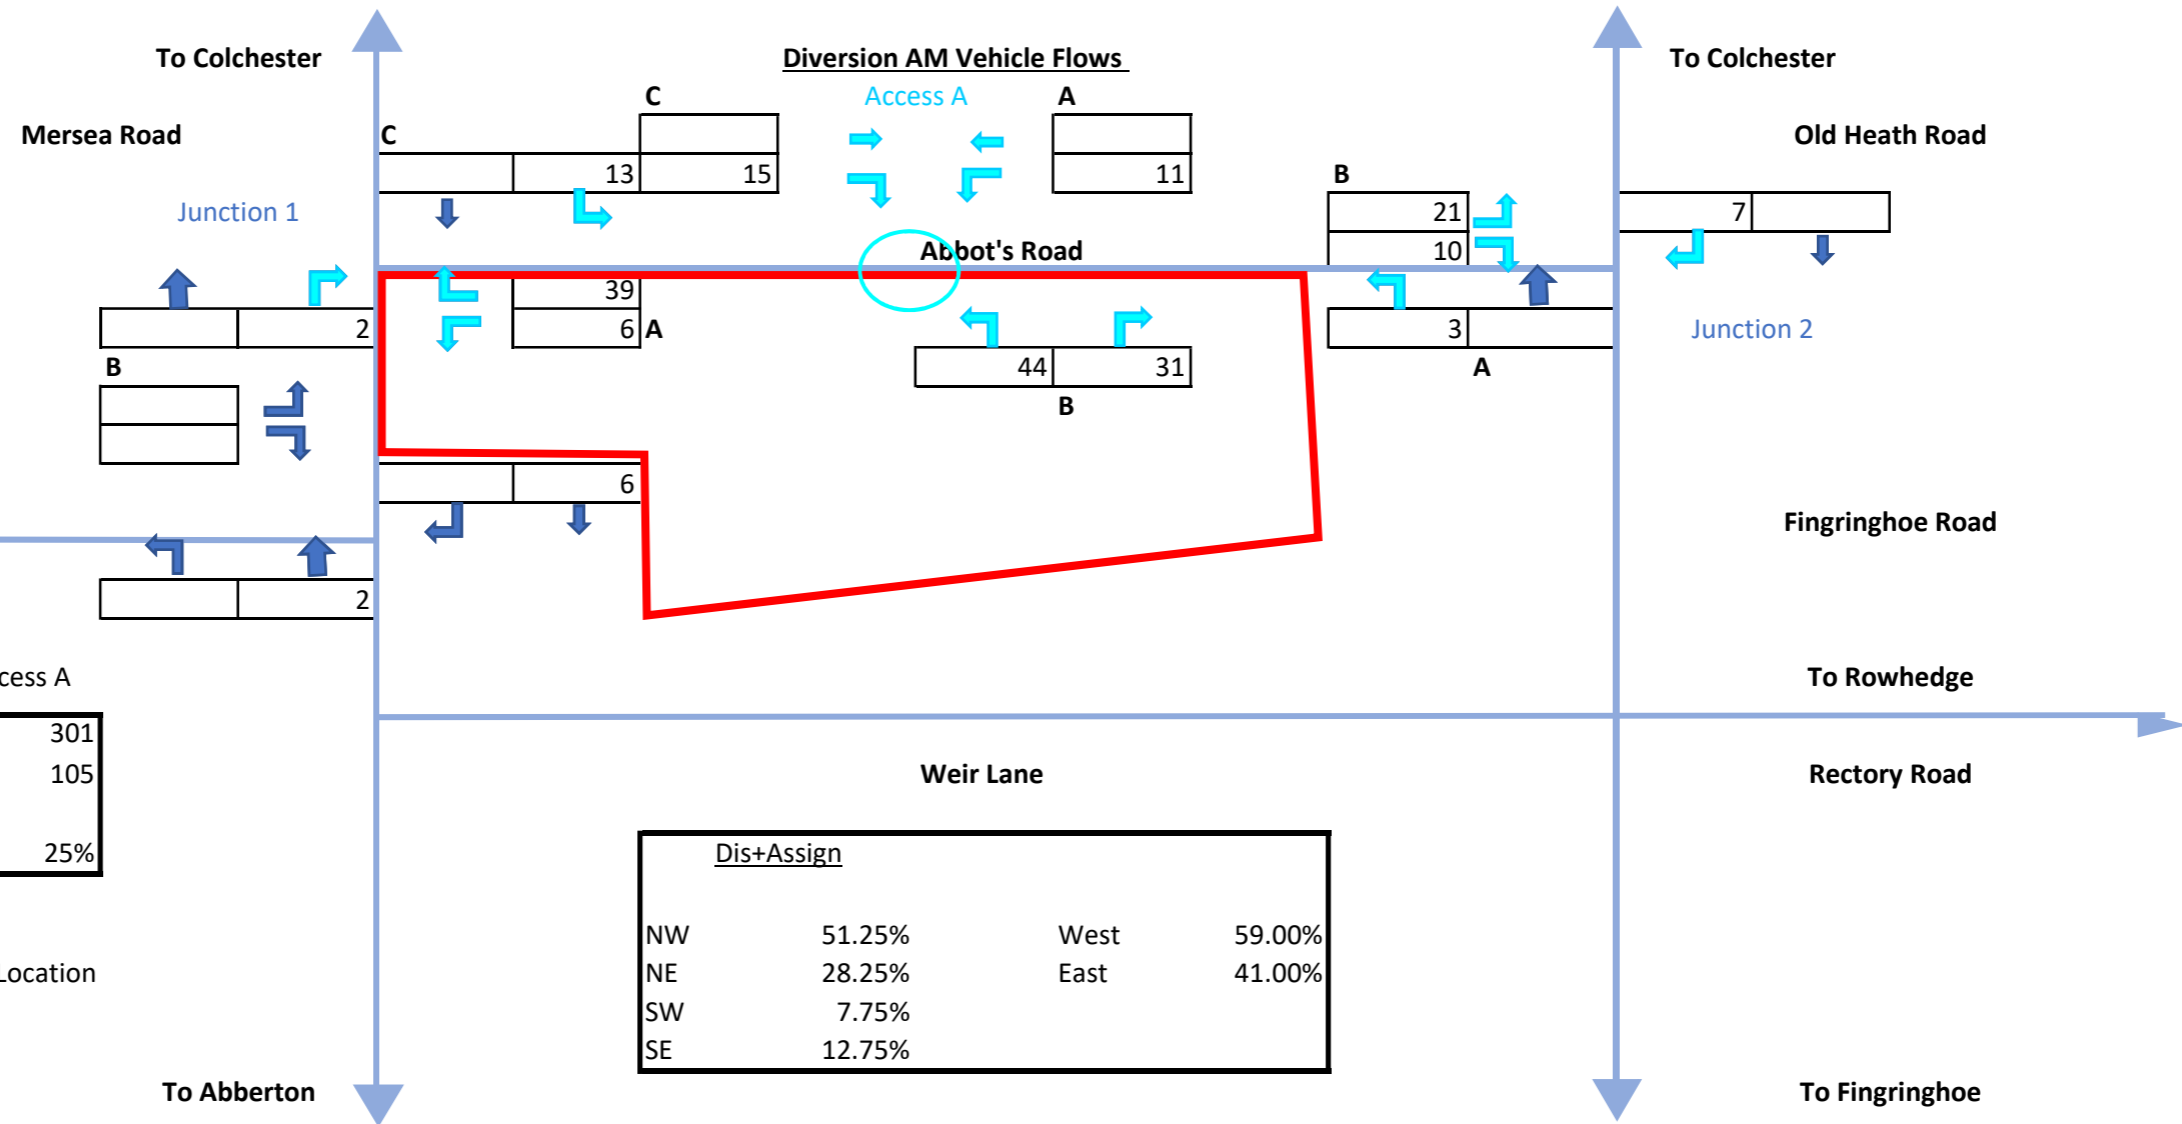 To Colchester
Diversion AM Vehicle Flows
To Colchester
C
Access A
A
Mersea Road
C
Old Heath Road
13 15
11
B
Junction 1
21
7
Abbot's Road
10
39
2
6 A
3
Junction 2
B
44 31
A
B
6
Fingringhoe Road
2
cess A
To Rowhedge
301
105
Weir Lane
Rectory Road
25%
Dis+Assign
NW 51.25% West 59.00%
NE 28.25% East 41.00%
Location
SW 7.75%
SE 12.75%
To Abberton
To Fingringhoe